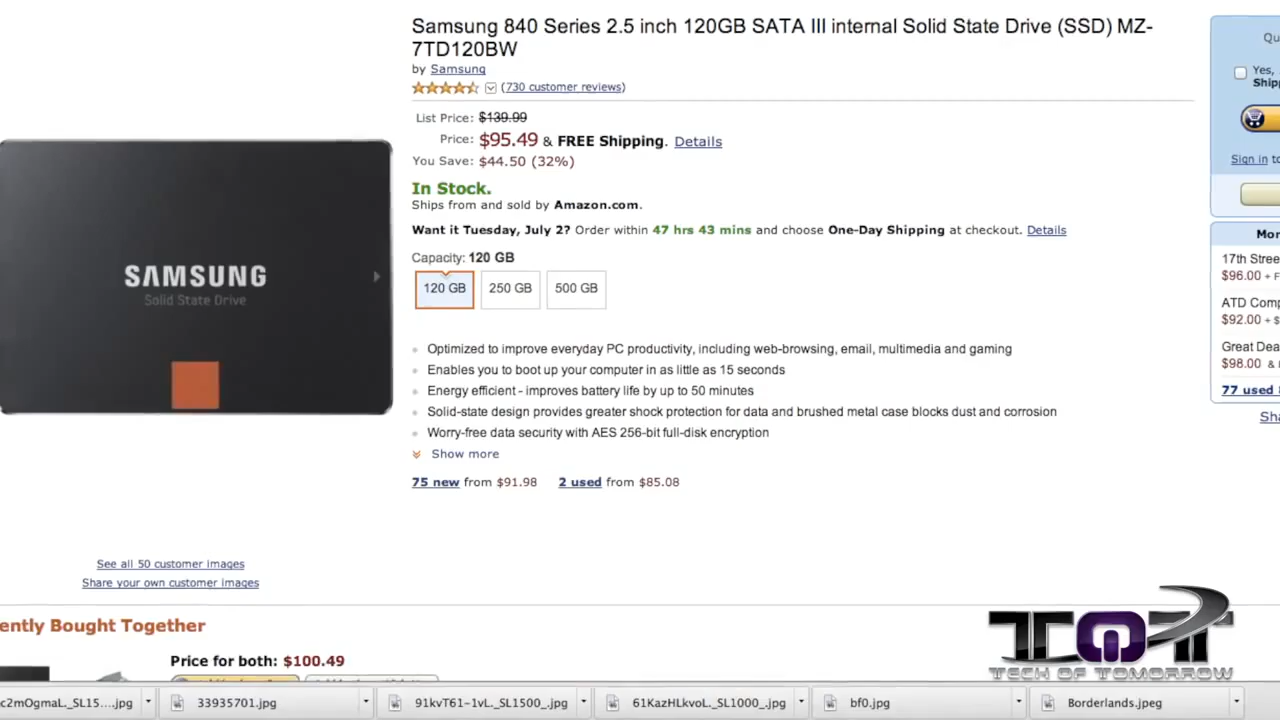 Samsung 840 Series 2.5 inch 120GB SATA III internal Solid State Drive (SSD) MZ-
7TD120BW
by Samsung
(730 customer reviews)
List Price: $139.99
Price: $95.49 & FREE Shipping. Details
You Save: $44.50 (32%)
In Stock.
Ships from and sold by Amazon.com.
Want it Tuesday, July 2? Order within 47 hrs 43 mins and choose One-Day Shipping at checkout. Details
Capacity: 120 GB
120 GB 250 GB 500 GB
Optimized to improve everyday PC productivity, including web-browsing, email, multimedia and gaming
Enables you to boot up your computer in as little as 15 seconds
Energy efficient - improves battery life by up to 50 minutes
Solid-state design provides greater shock protection for data and brushed metal case blocks dust and corrosion
Worry-free data security with AES 256-bit full-disk encryption
Show more
75 new from $91.98 2 used from $85.08
SAMSUNG
Solid State Drive
See all 50 customer images
Share your own customer images
Yes,
Sign in to
17th Stree
$96.00 +
ATD Comp
$92.00 +
Great Dea
$98.00 &
77 used
ently Bought Together
Price for both: $100.49
TOT
TECH OF TOMORROW
c2mOgmaL._SL15....jpg 33935701.jpg 91kvT61-1vL._SL1500_.jpg 61KazHLkvoL._SL1000_.jpg bf0.jpg Borderlands.jpeg